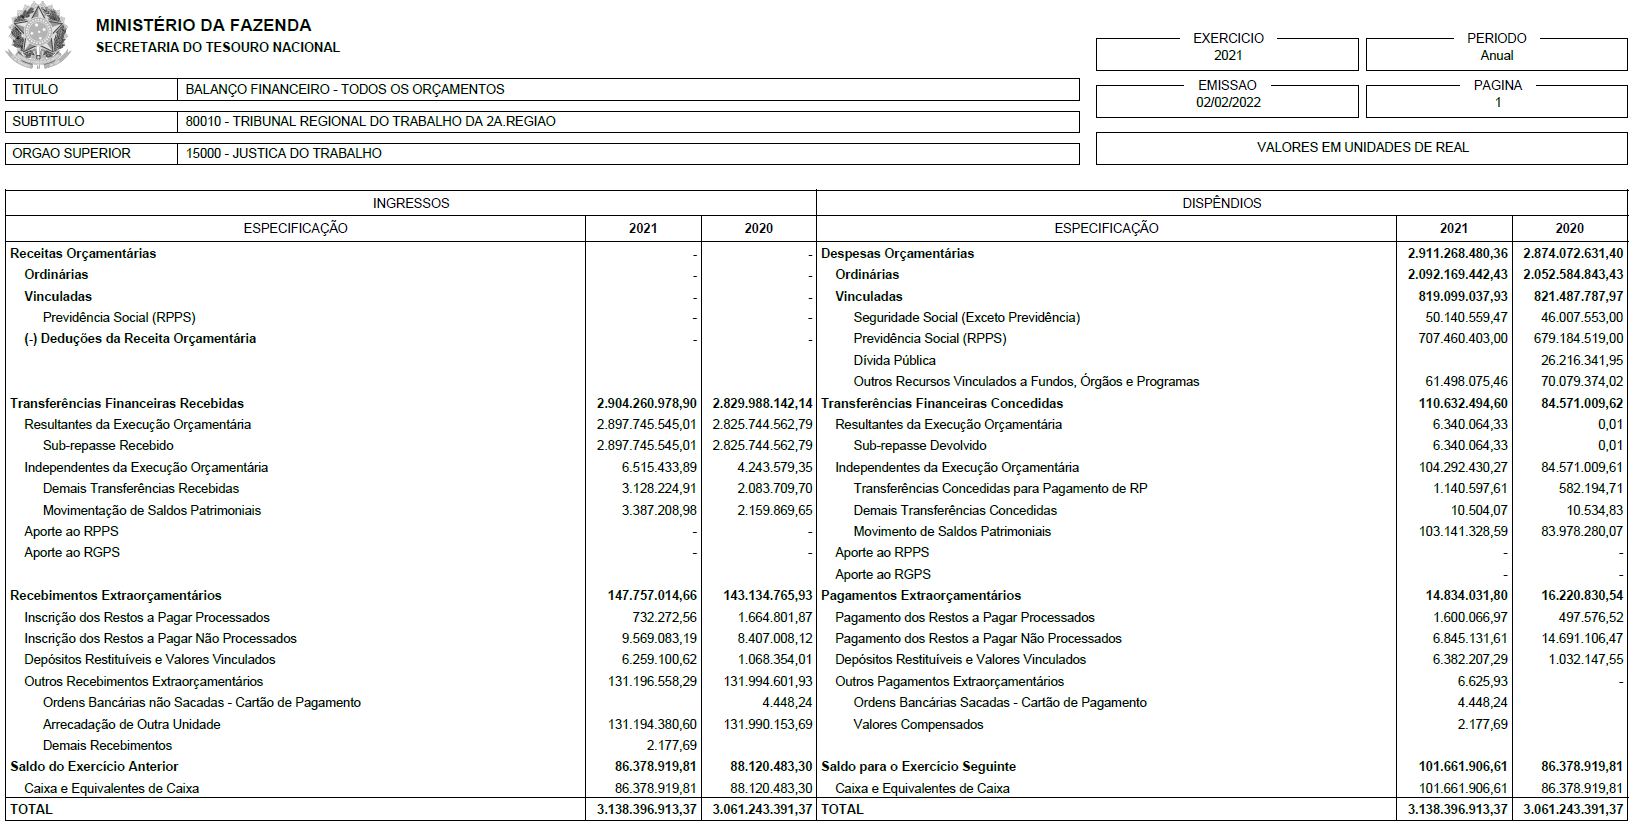 MINISTÉRIO DA FAZENDA
SECRETARIA DO TESOURO NACIONAL
EXERCICIO
2021
PERIODO
Anual
EMISSAO
02/02/2022
PAGINA
1
TITULO BALANÇO FINANCEIRO - TODOS OS ORÇAMENTOS
SUBTITULO 80010 - TRIBUNAL REGIONAL DO TRABALHO DA 2A.REGIAO
ORGAO SUPERIOR 15000 - JUSTICA DO TRABALHO
VALORES EM UNIDADES DE REAL
INGRESSOS DISPÊNDIOS
ESPECIFICAÇÃO 2021 2020 ESPECIFICAÇÃO 2021 2020
Receitas Orçamentárias - - Despesas Orçamentárias 2.911.268.480,36 2.874.072.631,40
Ordinárias - - Ordinárias 2.092.169.442,43 2.052.584.843,43
Vinculadas - - Vinculadas 819.099.037,93 821.487.787,97
Previdência Social (RPPS) - - Seguridade Social (Exceto Previdência) 50.140.559,47 46.007.553,00
(-) Deduções da Receita Orçamentária - - Previdência Social (RPPS) 707.460.403,00 679.184.519,00
Dívida Pública 26.216.341,95
Outros Recursos Vinculados a Fundos, Órgãos e Programas 61.498.075,46 70.079.374,02
Transferências Financeiras Recebidas 2.904.260.978,90 2.829.988.142,14 Transferências Financeiras Concedidas 110.632.494,60 84.571.009,62
Resultantes da Execução Orçamentária 2.897.745.545,01 2.825.744.562,79 Resultantes da Execução Orçamentária 6.340.064,33 0,01
Sub-repasse Recebido 2.897.745.545,01 2.825.744.562,79 Sub-repasse Devolvido 6.340.064,33 0,01
Independentes da Execução Orçamentária 6.515.433,89 4.243.579,35 Independentes da Execução Orçamentária 104.292.430,27 84.571.009,61
Demais Transferências Recebidas 3.128.224,91 2.083.709,70 Transferências Concedidas para Pagamento de RP 1.140.597,61 582.194,71
Movimentação de Saldos Patrimoniais 3.387.208,98 2.159.869,65 Demais Transferências Concedidas 10.504,07 10.534,83
Aporte ao RPPS - - Movimento de Saldos Patrimoniais 103.141.328,59 83.978.280,07
Aporte ao RGPS - - Aporte ao RPPS - -
Aporte ao RGPS - -
Recebimentos Extraorçamentários 147.757.014,66 143.134.765,93 Pagamentos Extraorçamentários 14.834.031,80 16.220.830,54
Inscrição dos Restos a Pagar Processados 732.272,56 1.664.801,87 Pagamento dos Restos a Pagar Processados 1.600.066,97 497.576,52
Inscrição dos Restos a Pagar Não Processados 9.569.083,19 8.407.008,12 Pagamento dos Restos a Pagar Não Processados 6.845.131,61 14.691.106,47
Depósitos Restituíveis e Valores Vinculados 6.259.100,62 1.068.354,01 Depósitos Restituíveis e Valores Vinculados 6.382.207,29 1.032.147,55
Outros Recebimentos Extraorçamentários 131.196.558,29 131.994.601,93 Outros Pagamentos Extraorçamentários 6.625,93 -
Ordens Bancárias não Sacadas - Cartão de Pagamento 4.448,24 Ordens Bancárias Sacadas - Cartão de Pagamento 4.448,24
Arrecadação de Outra Unidade 131.194.380,60 131.990.153,69 Valores Compensados 2.177,69
Demais Recebimentos 2.177,69
Saldo do Exercício Anterior 86.378.919,81 88.120.483,30 Saldo para o Exercício Seguinte 101.661.906,61 86.378.919,81
Caixa e Equivalentes de Caixa 86.378.919,81 88.120.483,30 Caixa e Equivalentes de Caixa 101.661.906,61 86.378.919,81
TOTAL 3.138.396.913,37 3.061.243.391,37 TOTAL 3.138.396.913,37 3.061.243.391,37